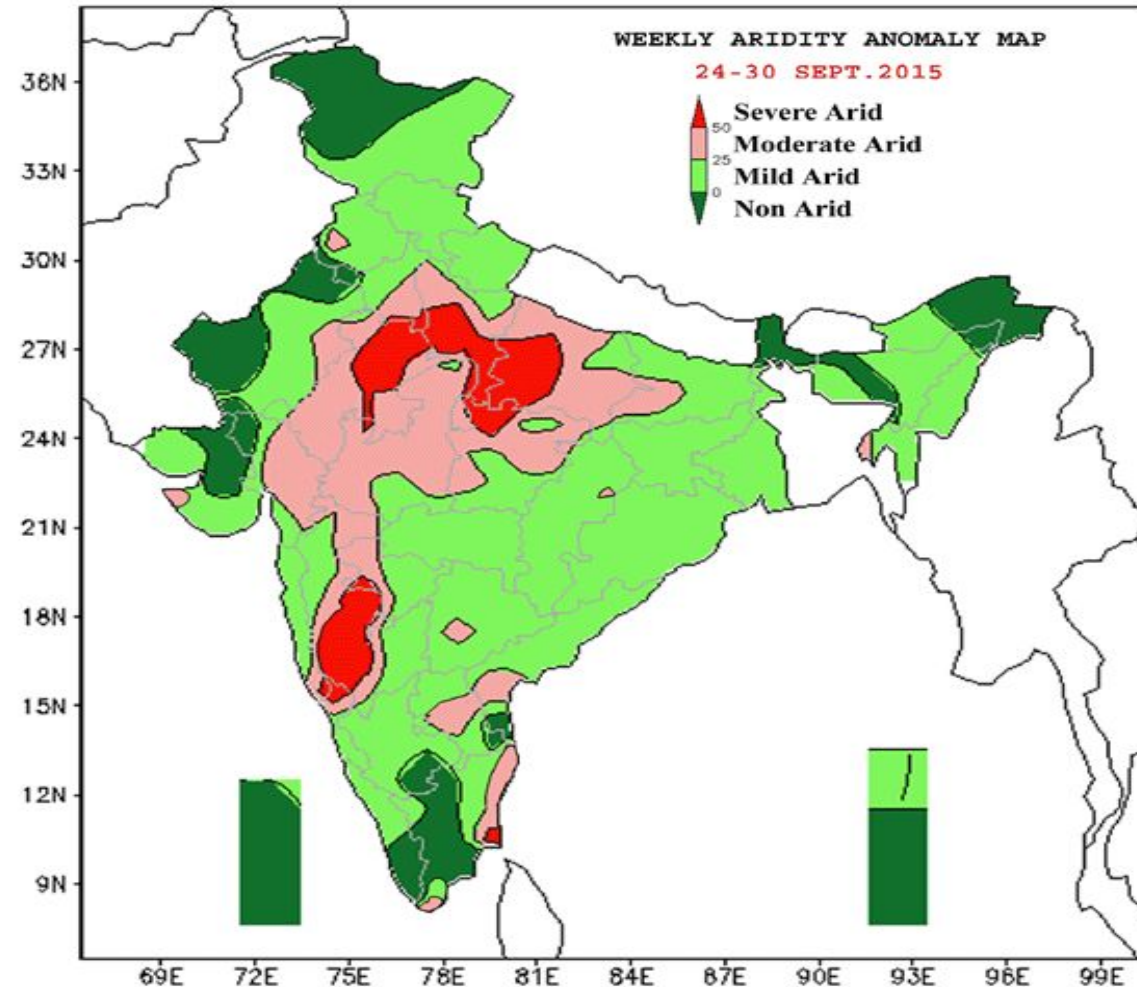 WEEKLY ARIDITY ANOMALY MAP
24-30 SEPT.2015
Severe Arid
50
Moderate Arid
25
Mild Arid
0
Non Arid
36N
33N
30N
27N
24N
21N
18N
15N
12N
9N
69E 72E 75E 78E 81E 84E 87E 90E 93E 96E 99E